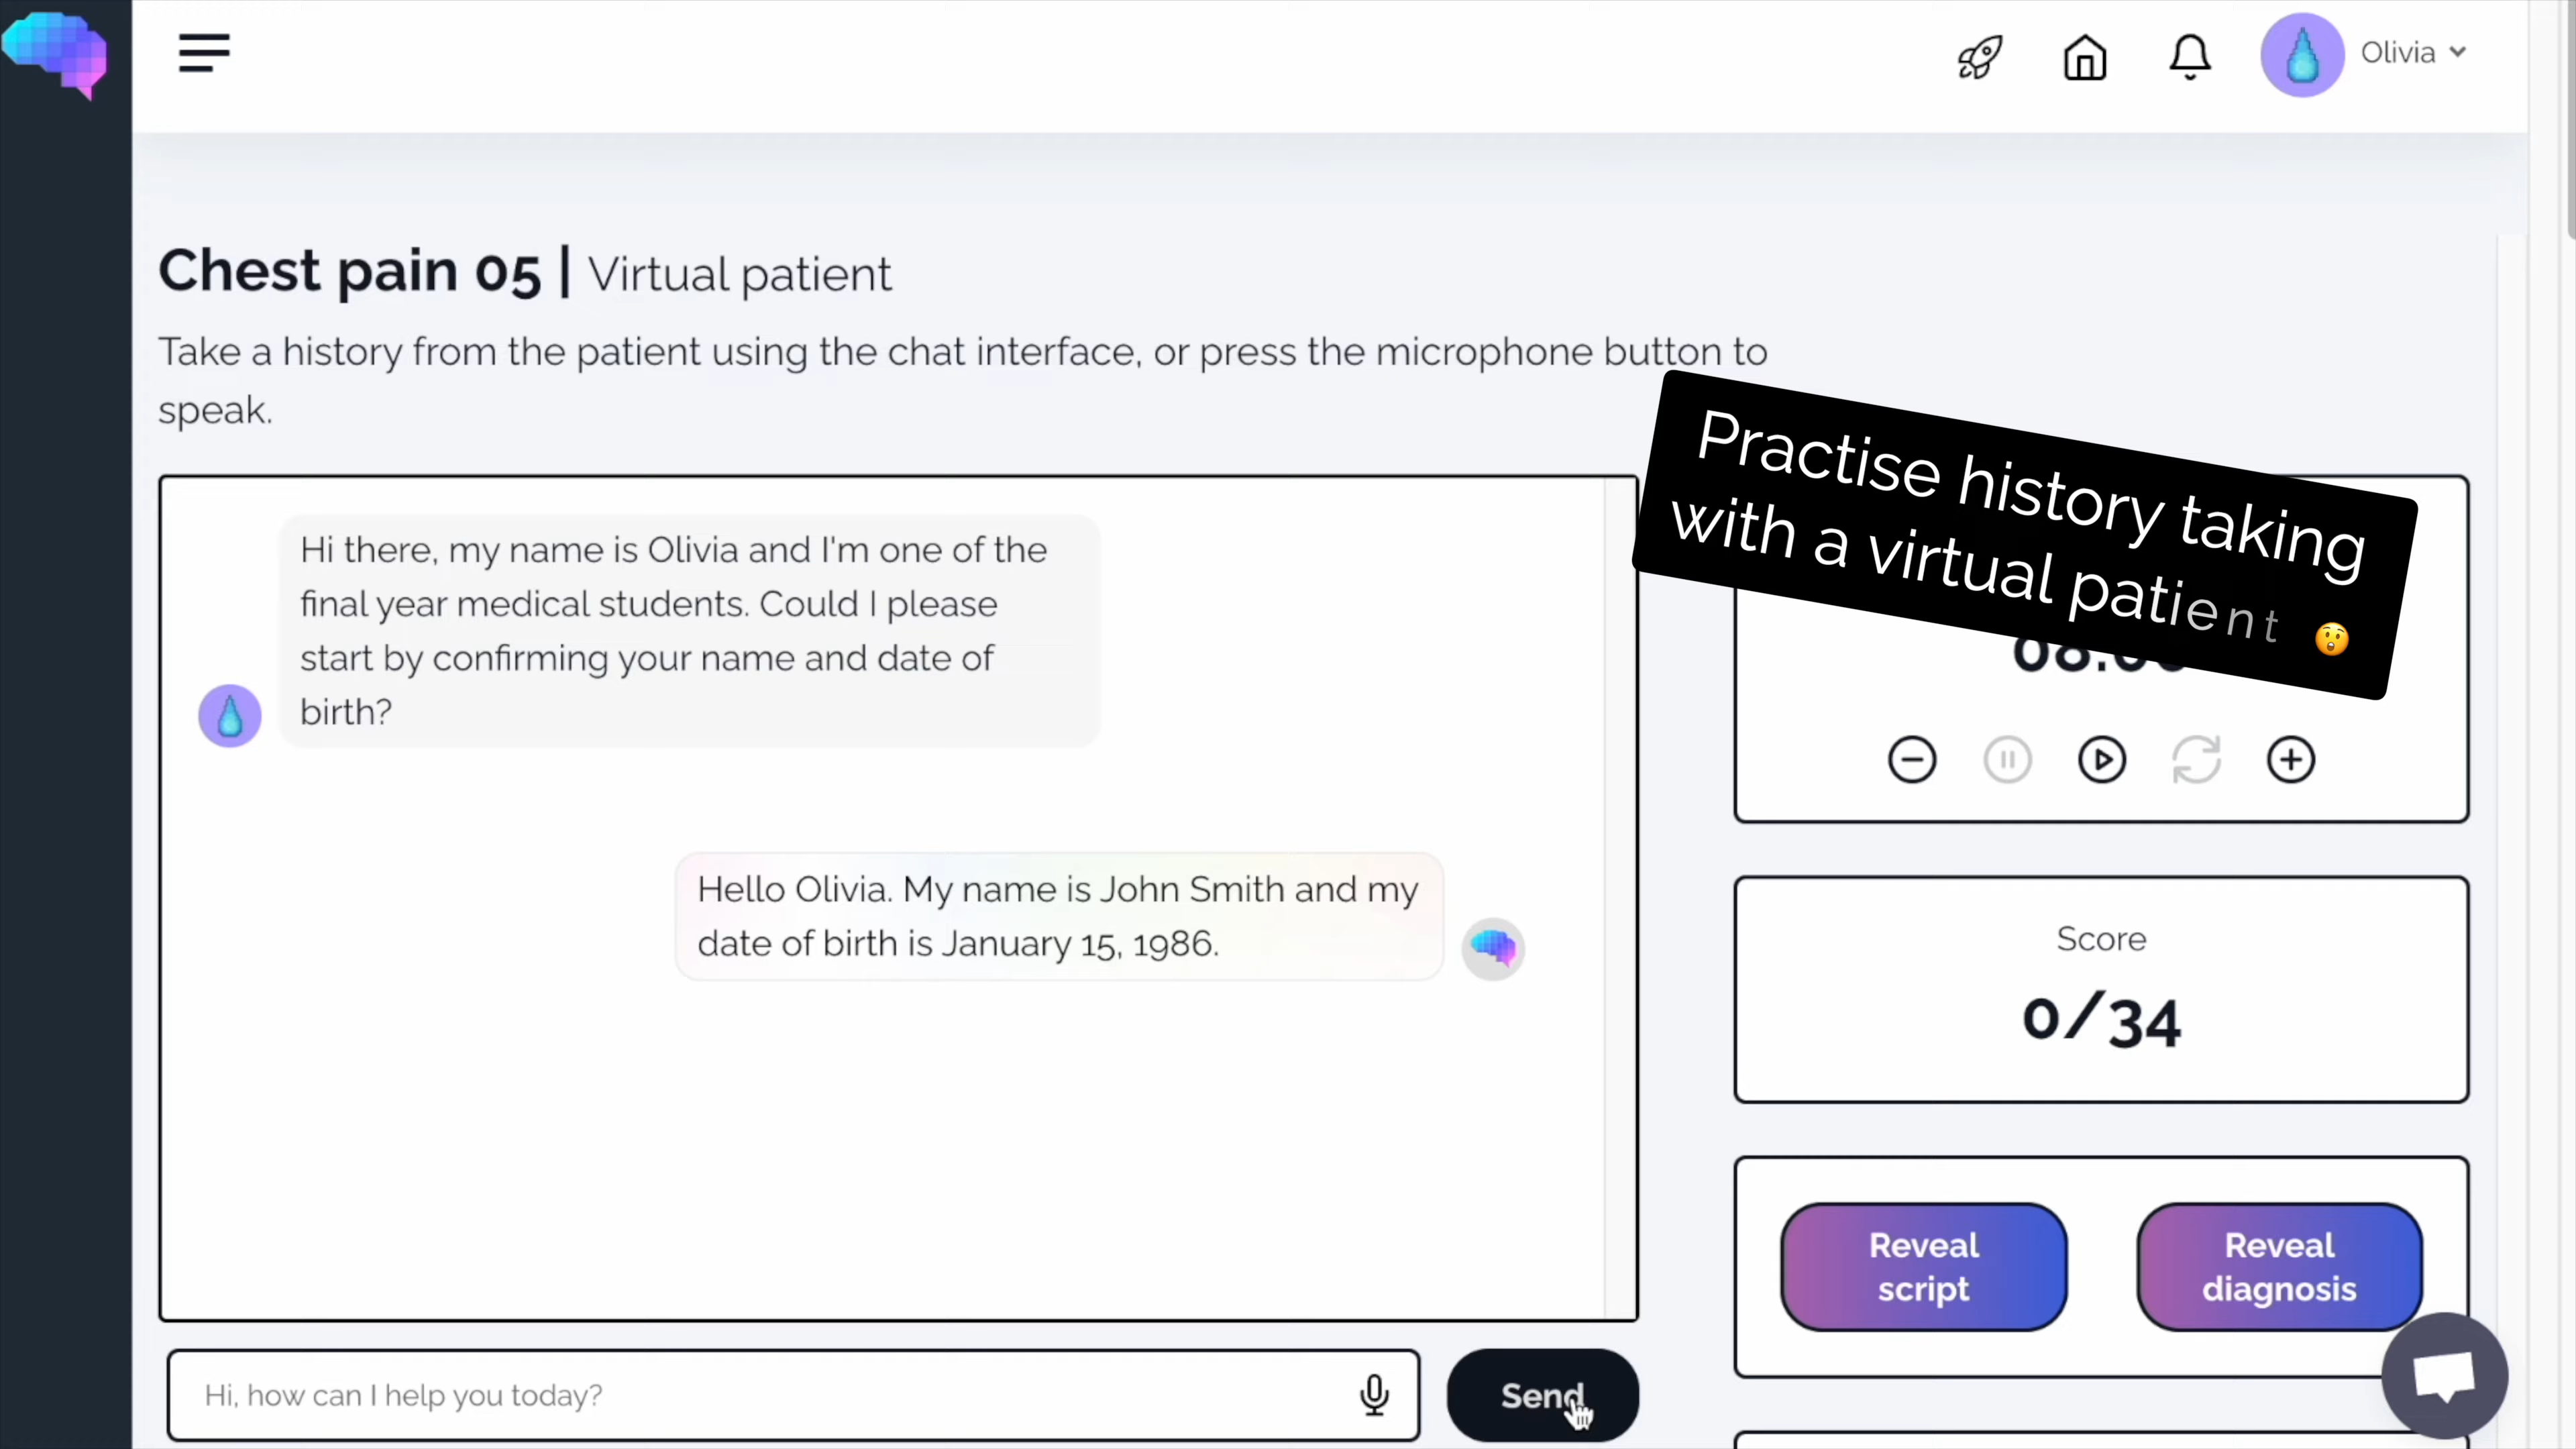 Olivia
Chest pain 05 | Virtual patient
Take a history from the patient using the chat interface, or press the microphone button to
speak.
Practise history taking
with a virtual patient 😲
Hi there, my name is Olivia and I'm one of the
final year medical students. Could I please
start by confirming your name and date of
birth?
Hello Olivia. My name is John Smith and my
date of birth is January 15, 1986.
Score
0/34
Reveal
script
Reveal
diagnosis
Hi, how can I help you today?
Send